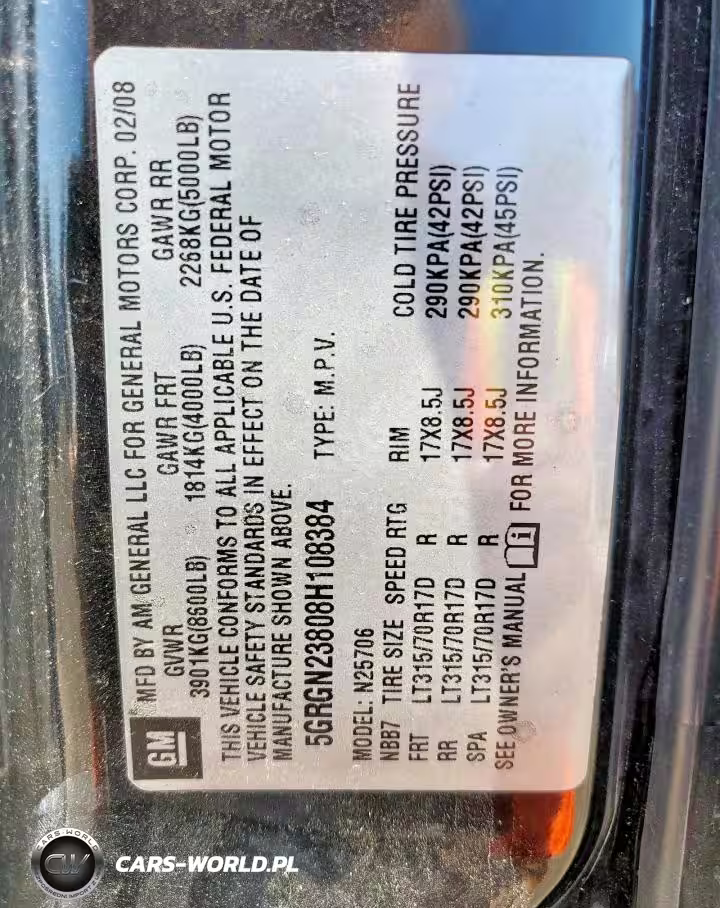 GM
MFD BY AM GENERAL LLC FOR GENERAL MOTORS CORP. 02/08
GVWR GAWR FRT GAWR RR
3901KG(8600LB) 1814KG(4000LB) 2268KG(5000LB)
THIS VEHICLE CONFORMS TO ALL APPLICABLE U.S. FEDERAL MOTOR
VEHICLE SAFETY STANDARDS IN EFFECT ON THE DATE OF
MANUFACTURE SHOWN ABOVE.
5GRGN23808H108384 TYPE: M.P.V.
MODEL: N25706
NBB7 TIRE SIZE SPEED RTG RIM COLD TIRE PRESSURE
FRT LT315/70R17D R 17X8.5J 290KPA(42PSI)
RR LT315/70R17D R 17X8.5J 290KPA(42PSI)
SPA LT315/70R17D R 17X8.5J 310KPA(45PSI)
SEE OWNER'S MANUAL i FOR MORE INFORMATION.
CARS-WORLD
CW
CARS-WORLD.PL